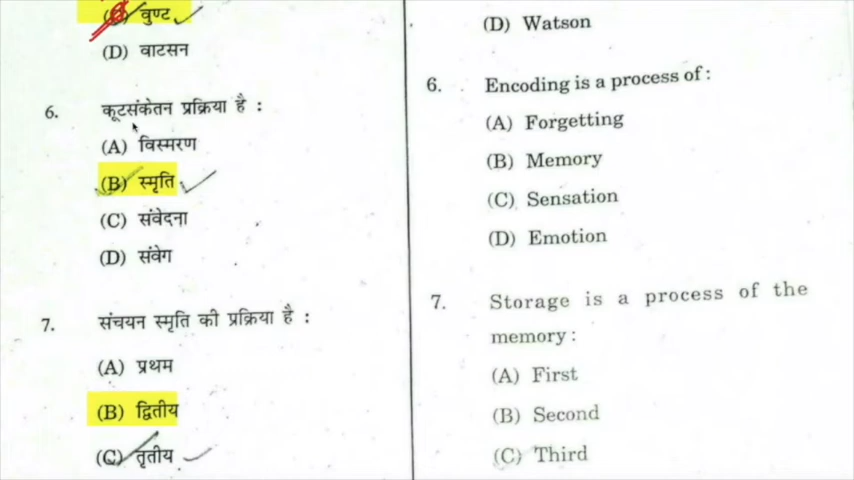 (C) वुण्ट
(D) वाटसन
6. कूटसंकेतन प्रक्रिया है :
(A) विस्मरण
(B) स्मृति
(C) संवेदना
(D) संवेग
7. संचयन स्मृति की प्रक्रिया है :
(A) प्रथम
(B) द्वितीय
(C) तृतीय
(D) Watson
6. Encoding is a process of :
(A) Forgetting
(B) Memory
(C) Sensation
(D) Emotion
7. Storage is a process of the
memory :
(A) First
(B) Second
(C) Third